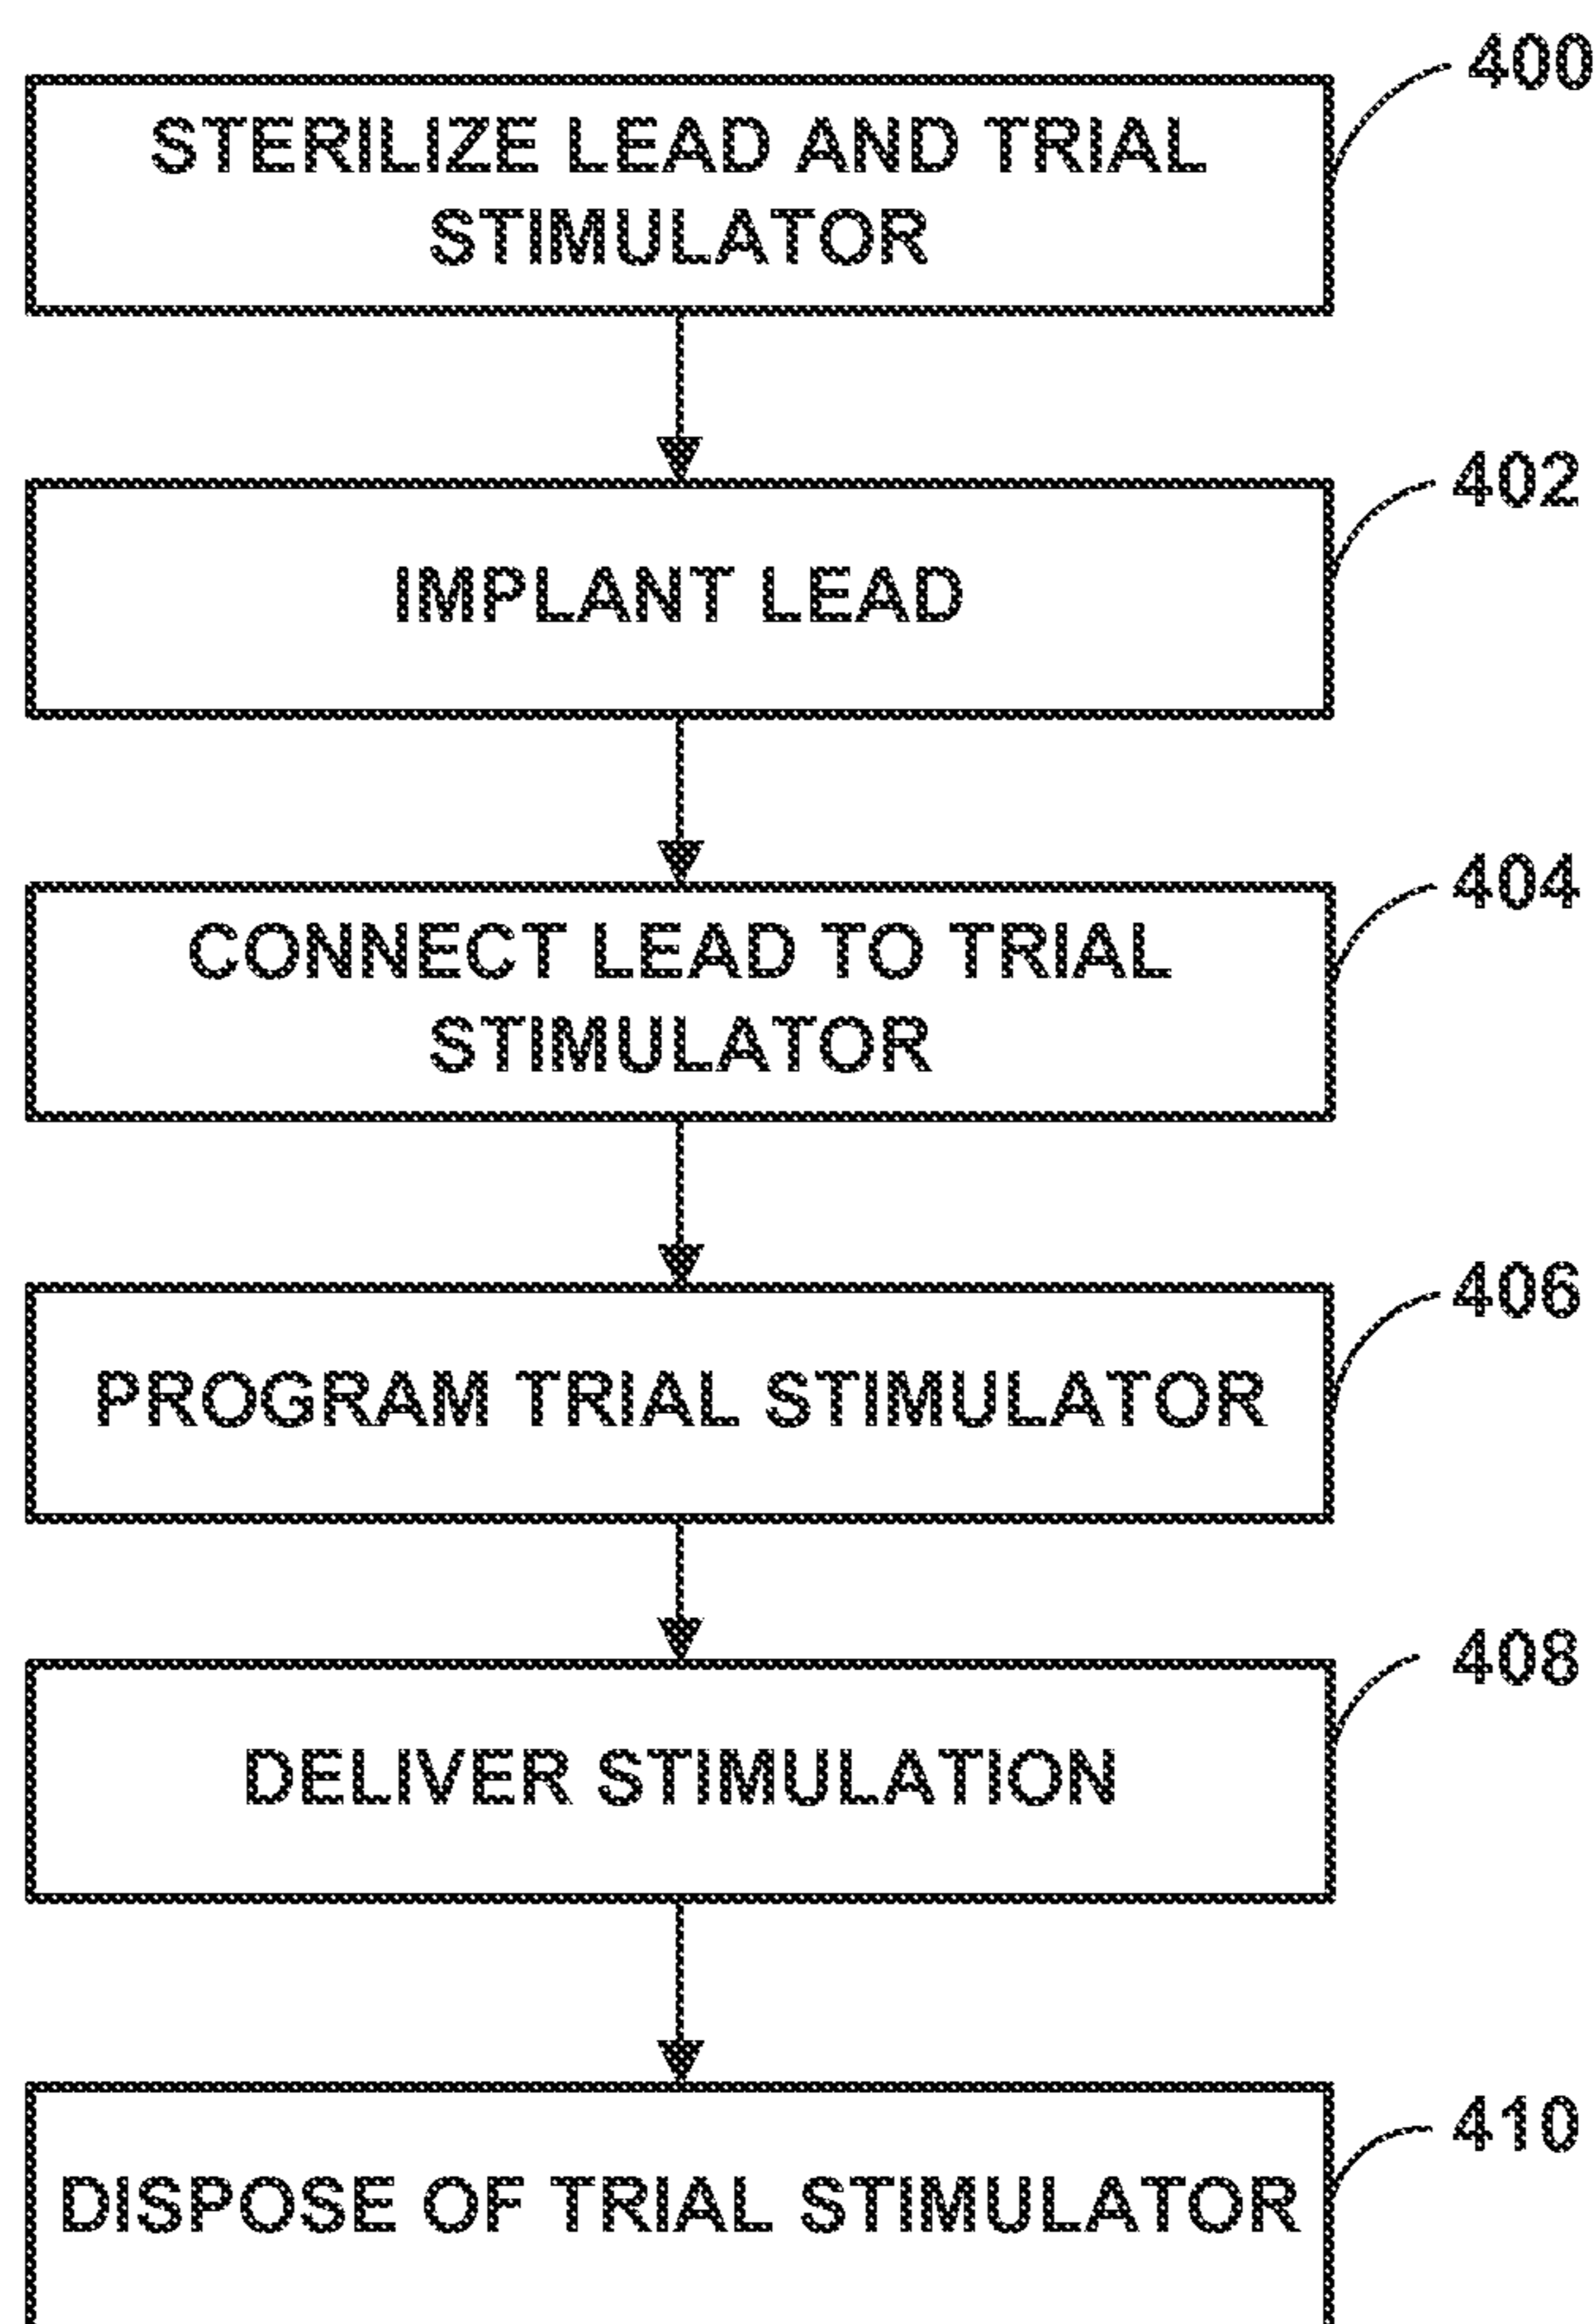 400
STERILIZE LEAD AND TRIAL
STIMULATOR
402
IMPLANT LEAD
404
CONNECT LEAD TO TRIAL
STIMULATOR
406
PROGRAM TRIAL STIMULATOR
408
DELIVER STIMULATION
410
DISPOSE OF TRIAL STIMULATOR